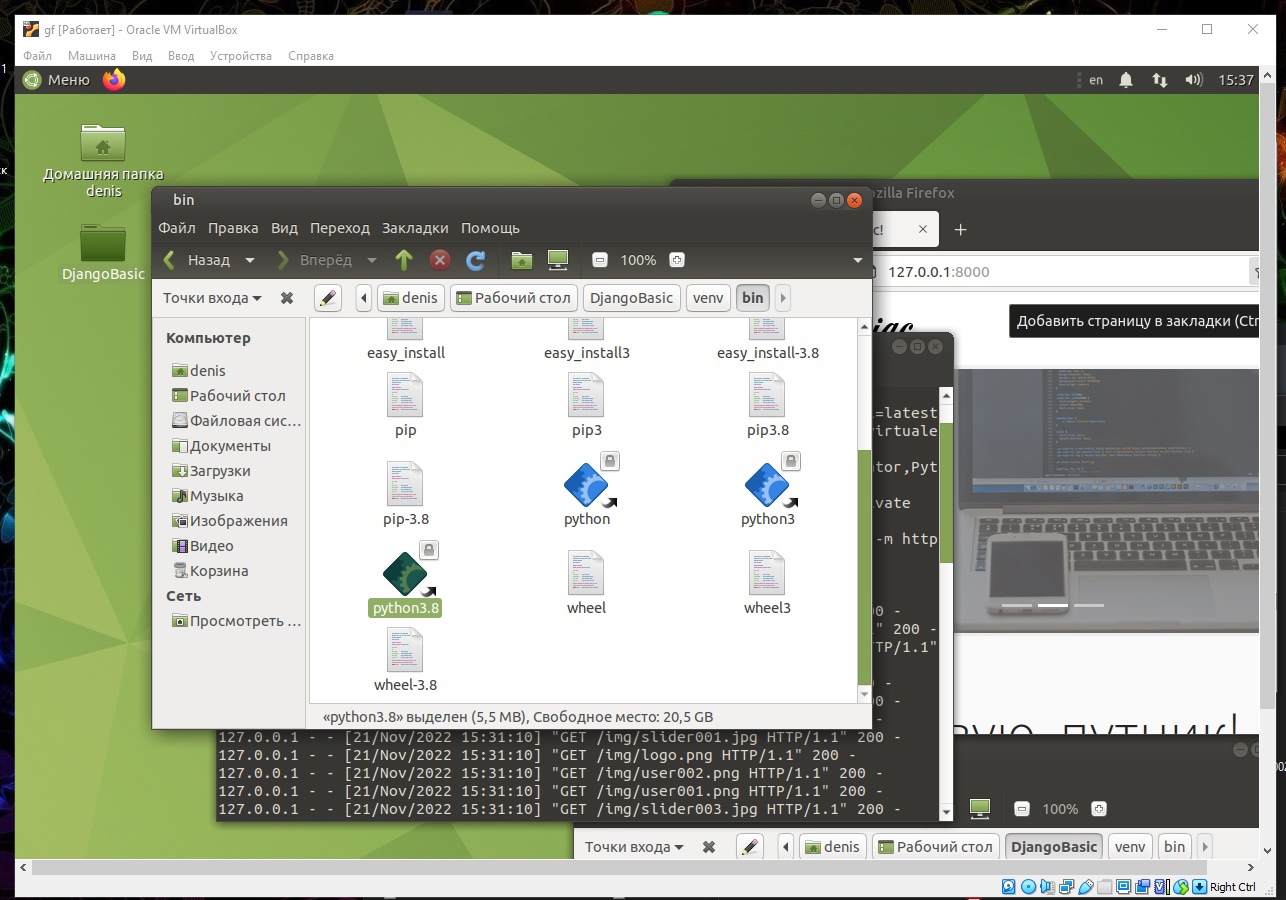 gf [Работает] - Oracle VM VirtualBox
Файл Машина Вид Ввод Устройства Справка
Меню
en 15:37
Домашняя папка
denis
DjangoBasic
bin
Файл Правка Вид Переход Закладки Помощь
Назад Вперёд 100%
Точки входа denis Рабочий стол DjangoBasic venv bin
Компьютер
denis
Рабочий стол
Файловая сис...
Документы
Загрузки
Музыка
Изображения
Видео
Корзина
Сеть
Просмотреть ...
easy_install easy_install3 easy_install-3.8
pip pip3 pip3.8
pip-3.8 python python3
python3.8 wheel wheel3
wheel-3.8
«python3.8» выделен (5,5 MB), Свободное место: 20,5 GB
ozilla Firefox
c!
127.0.0.1:8000
Добавить страницу в закладки (Ctr
=latest
virtuale
ator,Pyt
vate
-m http
00 -
" 200 -
TTP/1.1"
-
00 -
-
127.0.0.1 - - [21/Nov/2022 15:31:10] "GET /img/slider001.jpg HTTP/1.1" 200 -
127.0.0.1 - - [21/Nov/2022 15:31:10] "GET /img/logo.png HTTP/1.1" 200 -
127.0.0.1 - - [21/Nov/2022 15:31:10] "GET /img/user002.png HTTP/1.1" 200 -
127.0.0.1 - - [21/Nov/2022 15:31:10] "GET /img/user001.png HTTP/1.1" 200 -
127.0.0.1 - - [21/Nov/2022 15:31:10] "GET /img/slider003.jpg HTTP/1.1" 200 -
вую, путник!
100%
Точки входа denis Рабочий стол DjangoBasic venv bin
Right Ctrl